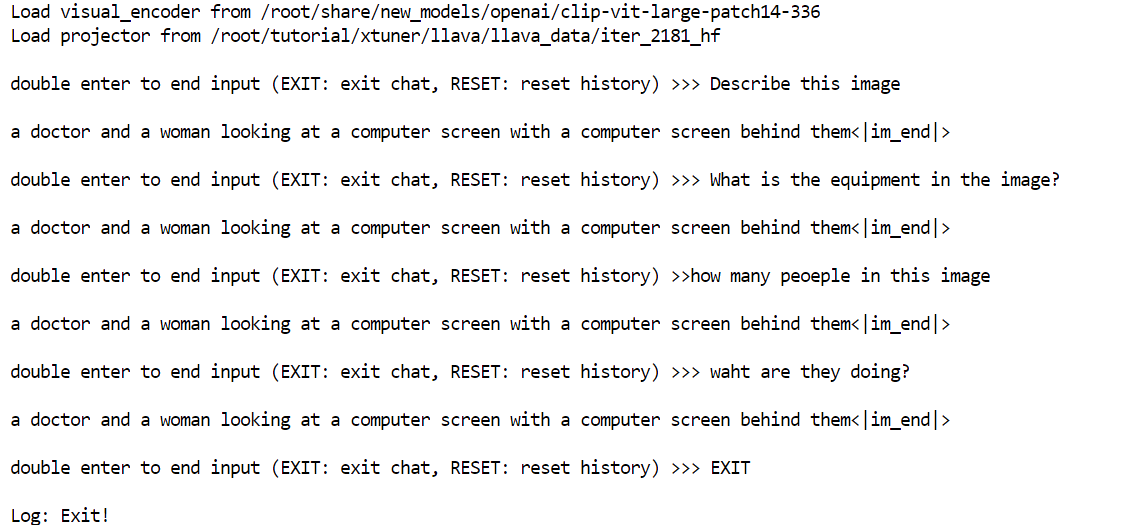 Load visual_encoder from /root/share/new_models/openai/clip-vit-large-patch14-336
Load projector from /root/tutorial/xtuner/llava/llava_data/iter_2181_hf
double enter to end input (EXIT: exit chat, RESET: reset history) >>> Describe this image
a doctor and a woman looking at a computer screen with a computer screen behind them<|im_end|>
double enter to end input (EXIT: exit chat, RESET: reset history) >>> What is the equipment in the image?
a doctor and a woman looking at a computer screen with a computer screen behind them<|im_end|>
double enter to end input (EXIT: exit chat, RESET: reset history) >>how many peoeple in this image
a doctor and a woman looking at a computer screen with a computer screen behind them<|im_end|>
double enter to end input (EXIT: exit chat, RESET: reset history) >>> waht are they doing?
a doctor and a woman looking at a computer screen with a computer screen behind them<|im_end|>
double enter to end input (EXIT: exit chat, RESET: reset history) >>> EXIT
Log: Exit!